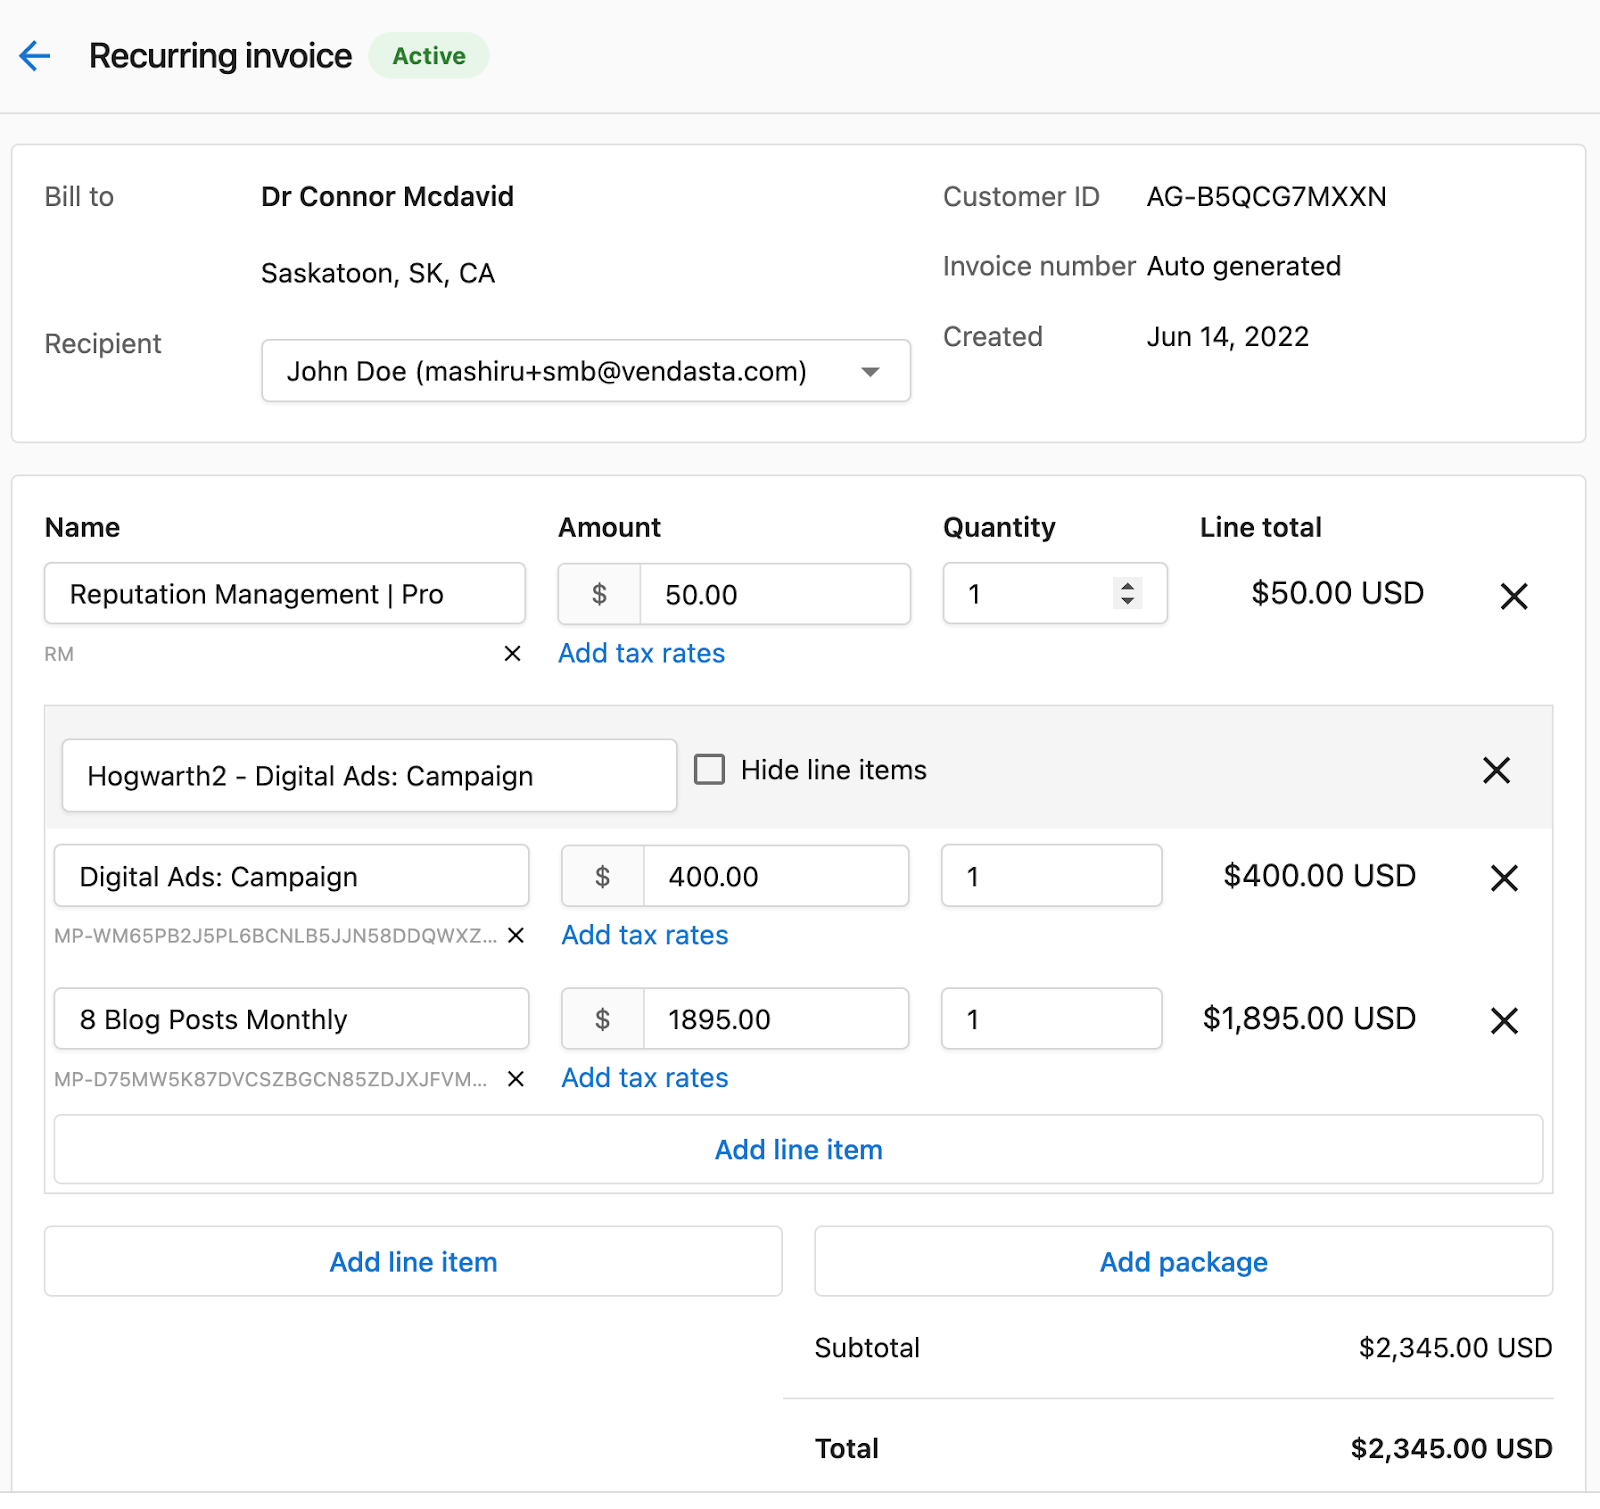 Recurring invoice Active
Bill to Dr Connor Mcdavid Customer ID AG-B5QCG7MXXN
Saskatoon, SK, CA Invoice number Auto generated
Recipient John Doe (mashiru+smb@vendasta.com) Created Jun 14, 2022
Name Amount Quantity Line total
Reputation Management | Pro $ 50.00 1 $50.00 USD
RM Add tax rates
Hogwarth2 - Digital Ads: Campaign Hide line items
Digital Ads: Campaign $ 400.00 1 $400.00 USD
MP-WM65PB2J5PL6BCNLB5JJN58DDQWXZ... Add tax rates
8 Blog Posts Monthly $ 1895.00 1 $1,895.00 USD
MP-D75MW5K87DVCSZBGCN85ZDJXJFVM... Add tax rates
Add line item
Add line item Add package
Subtotal $2,345.00 USD
Total $2,345.00 USD